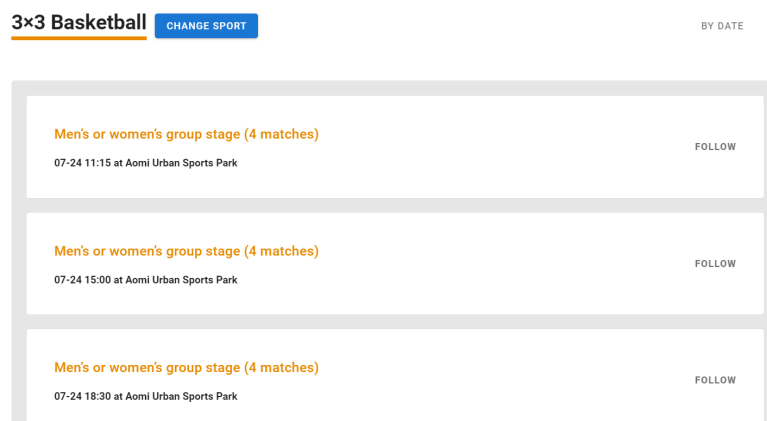 3×3 Basketball CHANGE SPORT BY DATE
Men's or women's group stage (4 matches)
07-24 11:15 at Aomi Urban Sports Park
FOLLOW
Men's or women's group stage (4 matches)
07-24 15:00 at Aomi Urban Sports Park
FOLLOW
Men's or women's group stage (4 matches)
07-24 18:30 at Aomi Urban Sports Park
FOLLOW